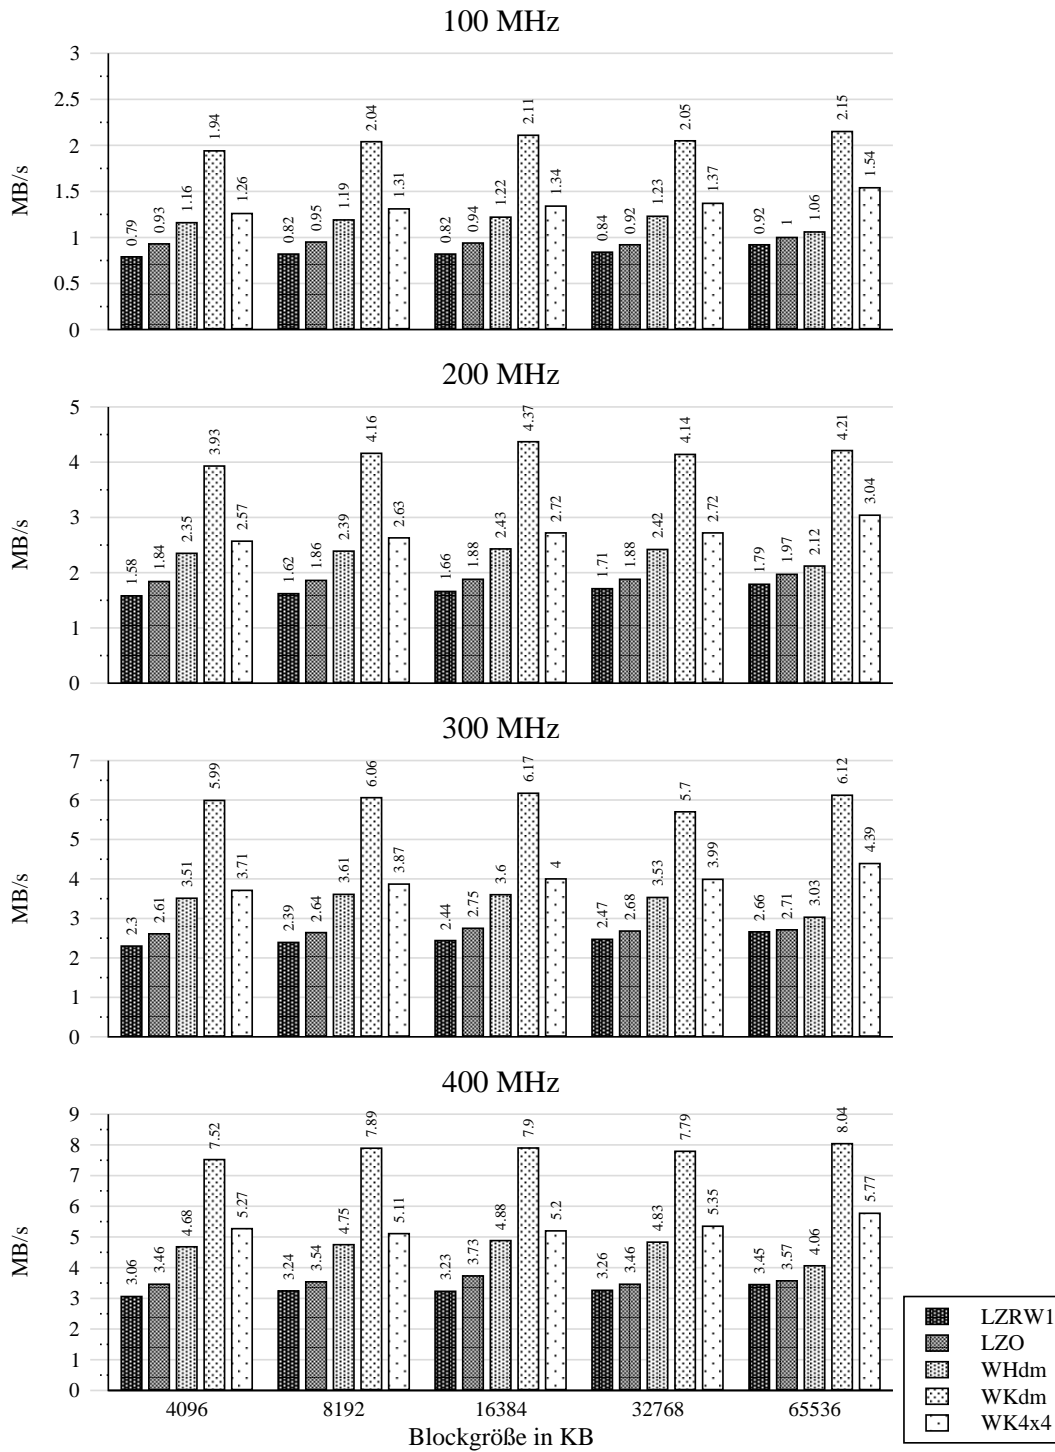 100 MHz
3
2.5
2
1.5
1
0.5
0
MB/s
0.79 0.93 1.16 1.94 1.26
0.82 0.95 1.19 2.04 1.31
0.82 0.94 1.22 2.11 1.34
0.84 0.92 1.23 2.05 1.37
0.92 1 1.06 2.15 1.54
200 MHz
5
4
3
2
1
0
MB/s
1.58 1.84 2.35 3.93 2.57
1.62 1.86 2.39 4.16 2.63
1.66 1.88 2.43 4.37 2.72
1.71 1.88 2.42 4.14 2.72
1.79 1.97 2.12 4.21 3.04
300 MHz
7
6
5
4
3
2
1
0
MB/s
2.3 2.61 3.51 5.99 3.71
2.39 2.64 3.61 6.06 3.87
2.44 2.75 3.6 6.17 4
2.47 2.68 3.53 5.7 3.99
2.66 2.71 3.03 6.12 4.39
400 MHz
9
8
7
6
5
4
3
2
1
0
MB/s
3.06 3.46 4.68 7.52 5.27
3.24 3.54 4.75 7.89 5.11
3.23 3.73 4.88 7.9 5.2
3.26 3.46 4.83 7.79 5.35
3.45 3.57 4.06 8.04 5.77
4096 8192 16384 32768 65536
Blockgröße in KB
LZRW1
LZO
WHdm
WKdm
WK4x4